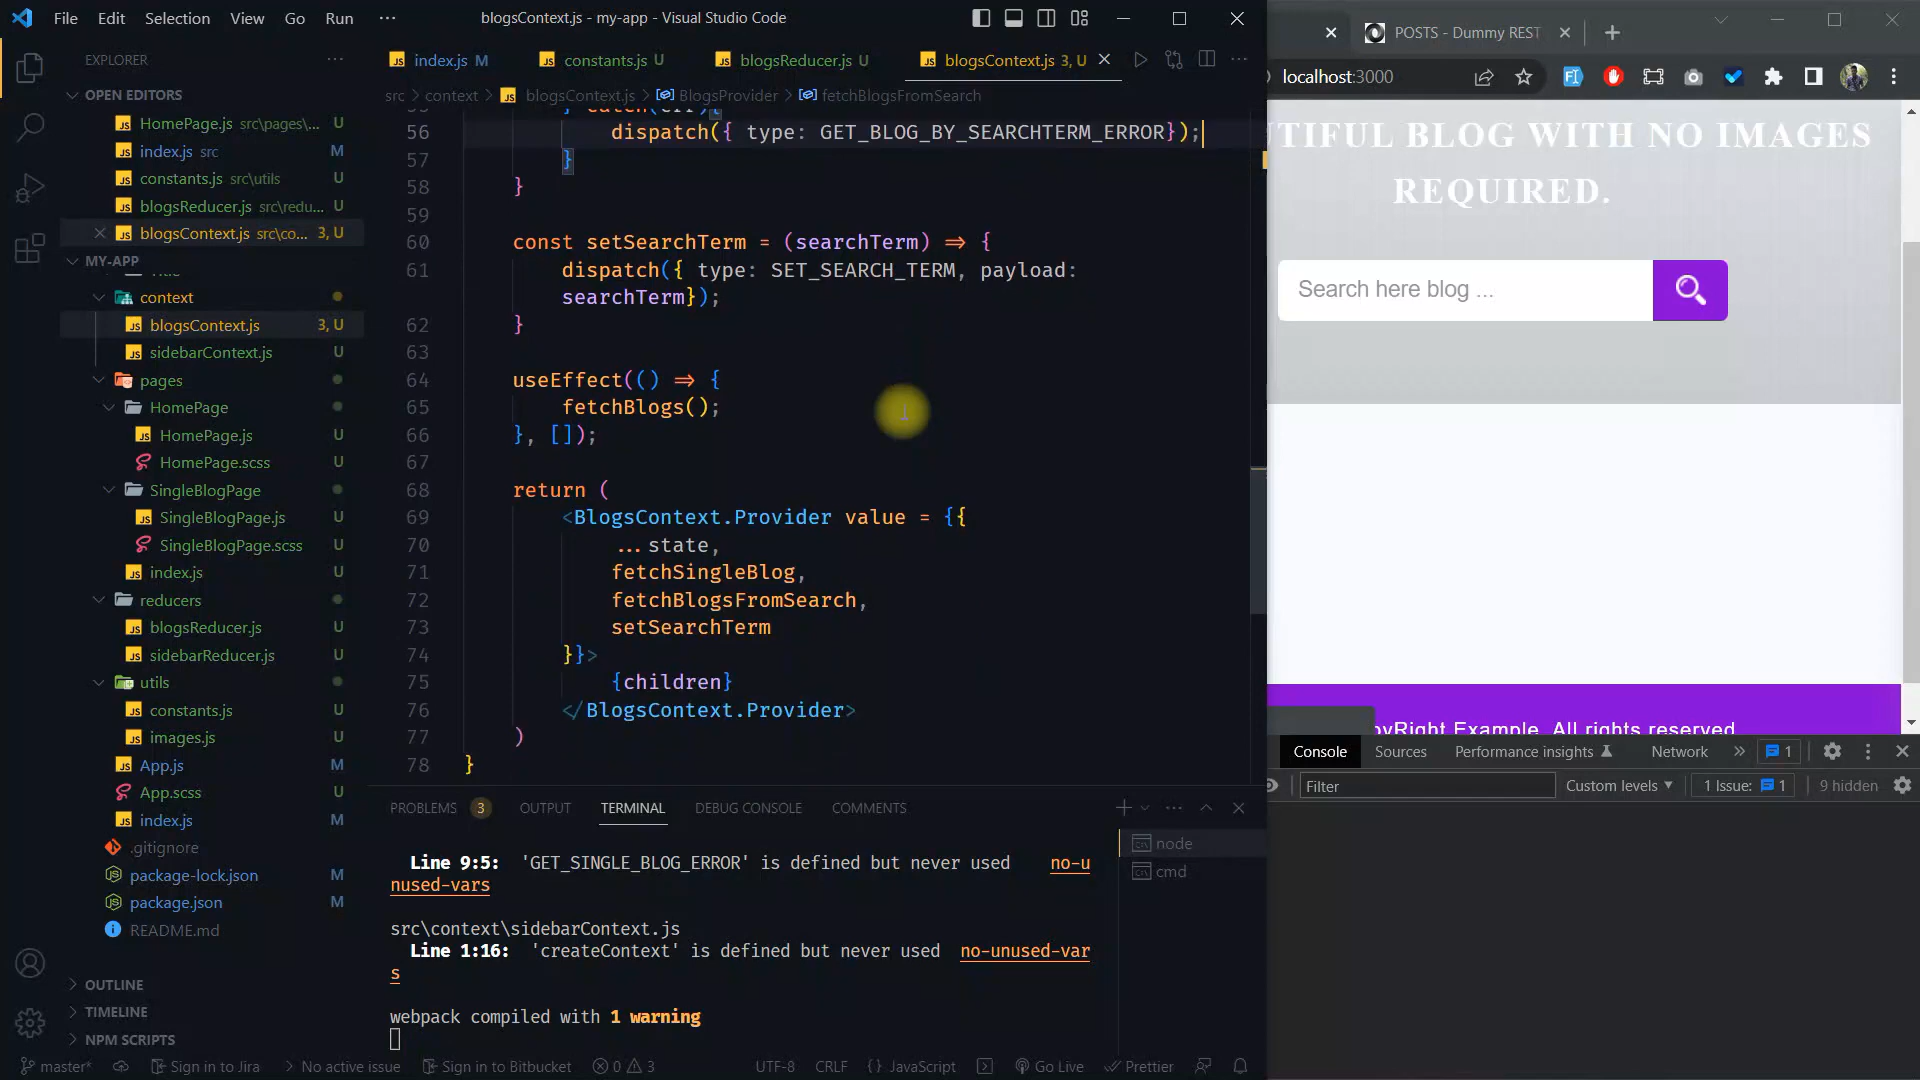 File Edit Selection View Go Run ··· blogsContext.js - my-app - Visual Studio Code
EXPLORER ···
OPEN EDITORS
HomePage.js src\pages\... U
index.js src M
constants.js src\utils U
blogsReducer.js src\redu... U
blogsContext.js src\co... 3, U
MY-APP
context
blogsContext.js 3, U
sidebarContext.js U
pages
HomePage
HomePage.js U
HomePage.scss U
SingleBlogPage
SingleBlogPage.js U
SingleBlogPage.scss U
index.js U
reducers
blogsReducer.js U
sidebarReducer.js U
utils
constants.js U
images.js U
App.js M
App.scss U
index.js M
.gitignore
package-lock.json M
package.json M
README.md
OUTLINE
TIMELINE
NPM SCRIPTS
index.js M constants.js U blogsReducer.js U blogsContext.js 3, U
src > context > blogsContext.js > BlogsProvider > fetchBlogsFromSearch
} catch(err){
56 dispatch({ type: GET_BLOG_BY_SEARCHTERM_ERROR});
57 }
58 }
59
60 const setSearchTerm = (searchTerm) => {
61 dispatch({ type: SET_SEARCH_TERM, payload:
searchTerm});
62 }
63
64 useEffect(() => {
65 fetchBlogs();
66 }, []);
67
68 return (
69 <BlogsContext.Provider value = {{
70 ...state,
71 fetchSingleBlog,
72 fetchBlogsFromSearch,
73 setSearchTerm
74 }}>
75 {children}
76 </BlogsContext.Provider>
77 )
78 }
PROBLEMS 3 OUTPUT TERMINAL DEBUG CONSOLE COMMENTS
Line 9:5: 'GET_SINGLE_BLOG_ERROR' is defined but never used no-u
nused-vars
src\context\sidebarContext.js
Line 1:16: 'createContext' is defined but never used no-unused-var
s
webpack compiled with 1 warning
node
cmd
master* Sign in to Jira No active issue Sign in to Bitbucket 0 3 UTF-8 CRLF {} JavaScript Go Live Prettier
POSTS - Dummy REST
localhost:3000
UTIFUL BLOG WITH NO IMAGES
REQUIRED.
Search here blog ...
pyRight Example. All rights reserved
Console Sources Performance insights Network » 1
Filter Custom levels 1 Issue: 1 9 hidden